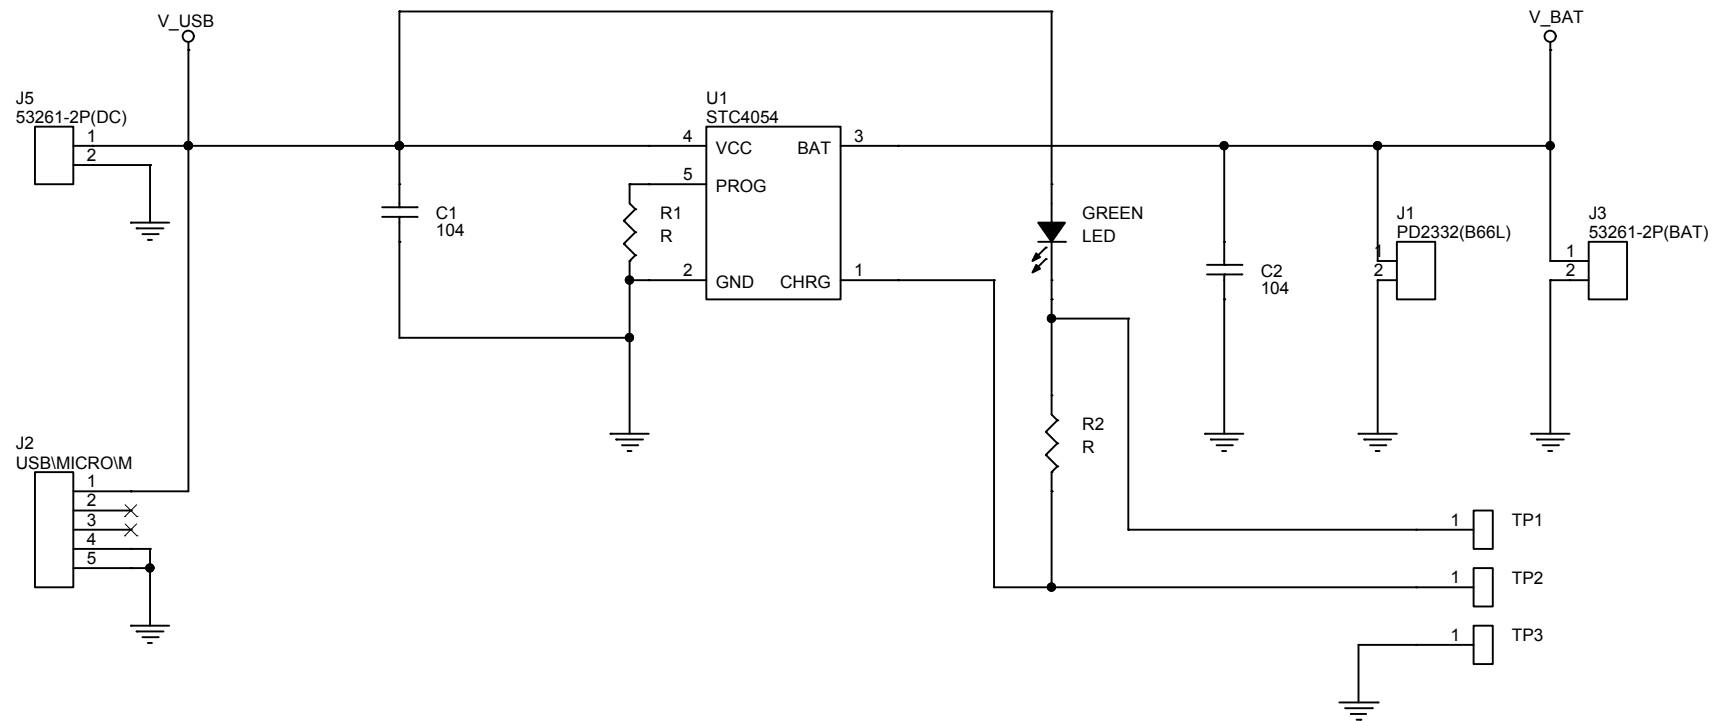 V_USB
V_BAT
J5
53261-2P(DC)
1
2
U1
STC4054
4
VCC
BAT
3
5
PROG
2
GND
CHRG
1
C1
104
R1
R
GREEN
LED
C2
104
J1
PD2332(B66L)
1
2
J3
53261-2P(BAT)
1
2
R2
R
J2
USB\MICRO\M
1
2
3
4
5
1
TP1
1
TP2
1
TP3